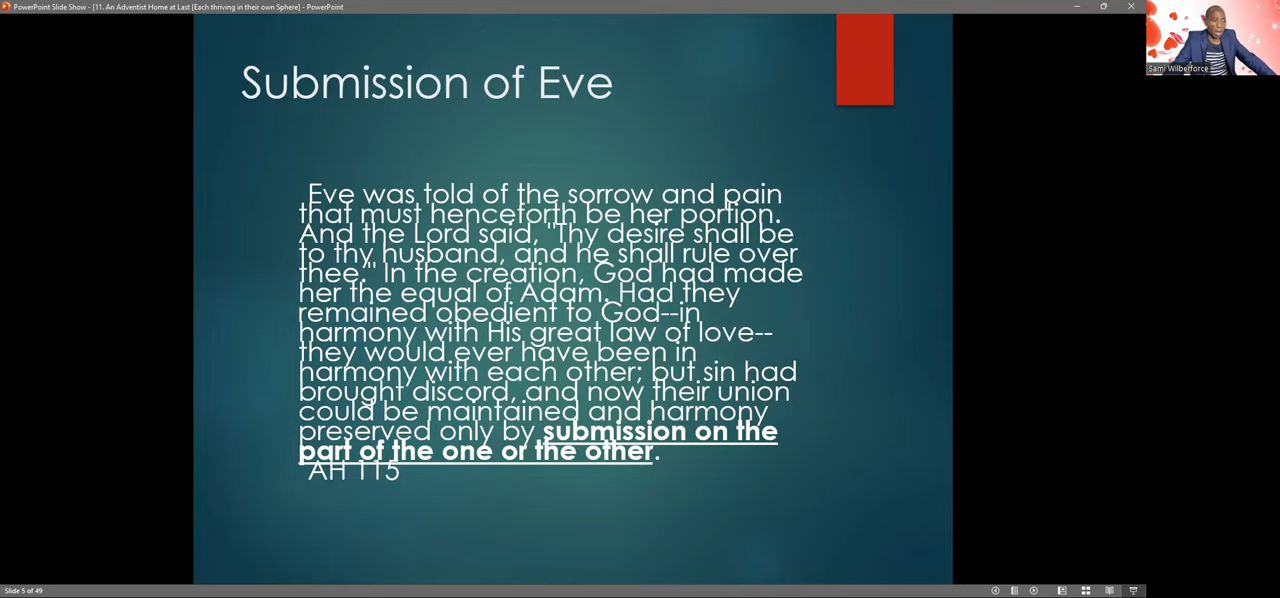 PowerPoint Slide Show - [11. An Adventist Home at Last [Each thriving in their own Sphere] - PowerPoint
Sami Wilberforce
Submission of Eve
Eve was told of the sorrow and pain
that must henceforth be her portion.
And the Lord said, "Thy desire shall be
to thy husband, and he shall rule over
thee." In the creation, God had made
her the equal of Adam. Had they
remained obedient to God--in
harmony with His great law of love--
they would ever have been in
harmony with each other; but sin had
brought discord, and now their union
could be maintained and harmony
preserved only by submission on the
part of the one or the other.
AH 115
Slide 5 of 49